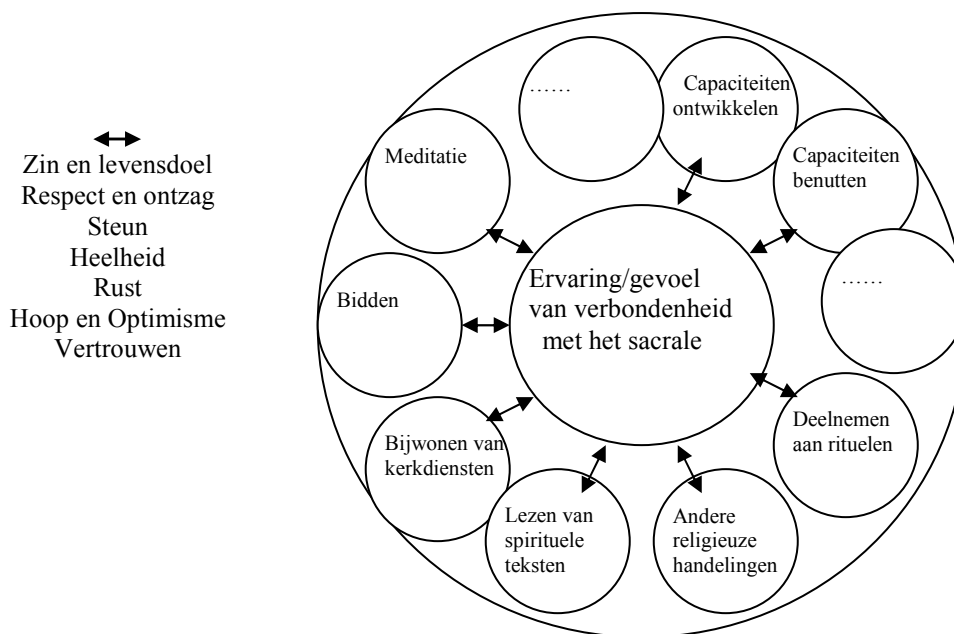 Zin en levensdoel
Respect en ontzag
Steun
Heelheid
Rust
Hoop en Optimisme
Vertrouwen
……
Capaciteiten
ontwikkelen
Meditatie
Capaciteiten
benutten
Ervaring/gevoel
van verbondenheid
met het sacrale
Bidden
……
Bijwonen van
kerkdiensten
Deelnemen
aan rituelen
Lezen van
spirituele
teksten
Andere
religieuze
handelingen